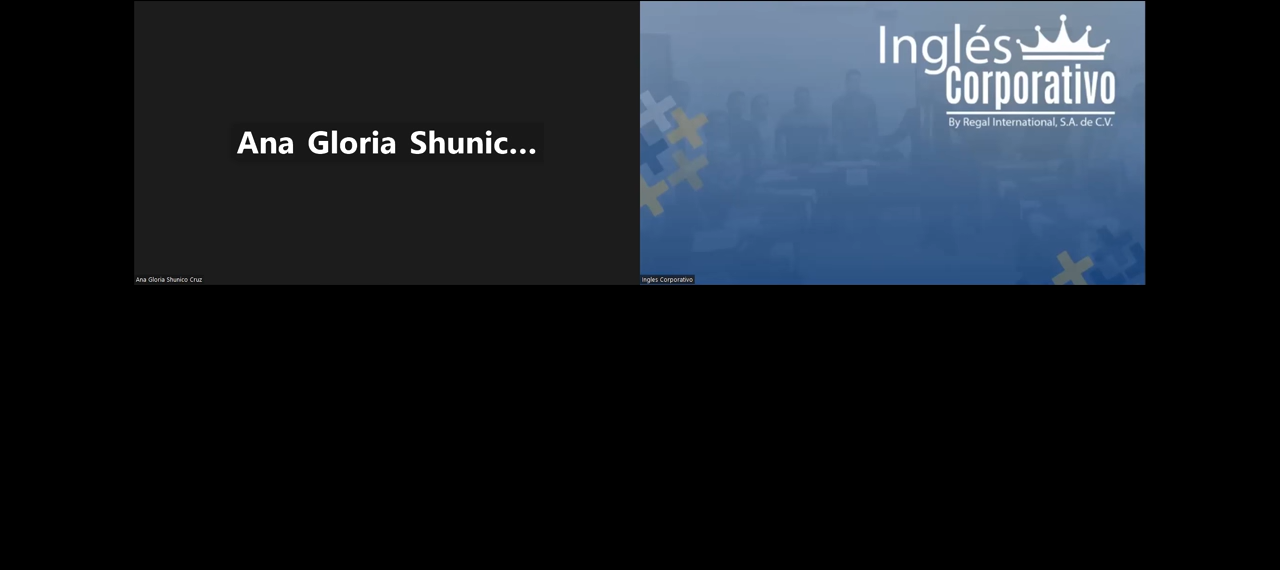 Ana Gloria Shunic...
Ana Gloria Shunico Cruz
Inglés
Corporativo
By Regal International, S.A. de C.V.
Ingles Corporativo